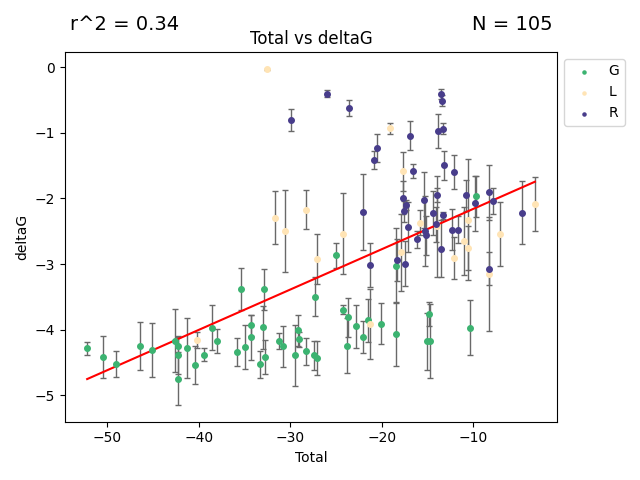 r^2 = 0.34
N = 105
Total vs deltaG
G
L
R
deltaG
0
−1
−2
−3
−4
−5
−50
−40
−30
−20
−10
Total